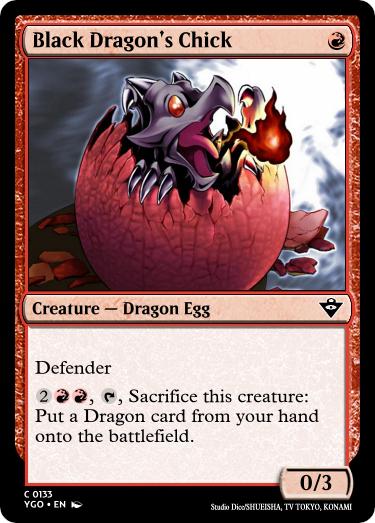 Black Dragon's Chick
Creature — Dragon Egg
Defender
2, , Sacrifice this creature:
Put a Dragon card from your hand
onto the battlefield.
0/3
C 0133
YGO • EN
Studio Dice/SHUEISHA, TV TOKYO, KONAMI